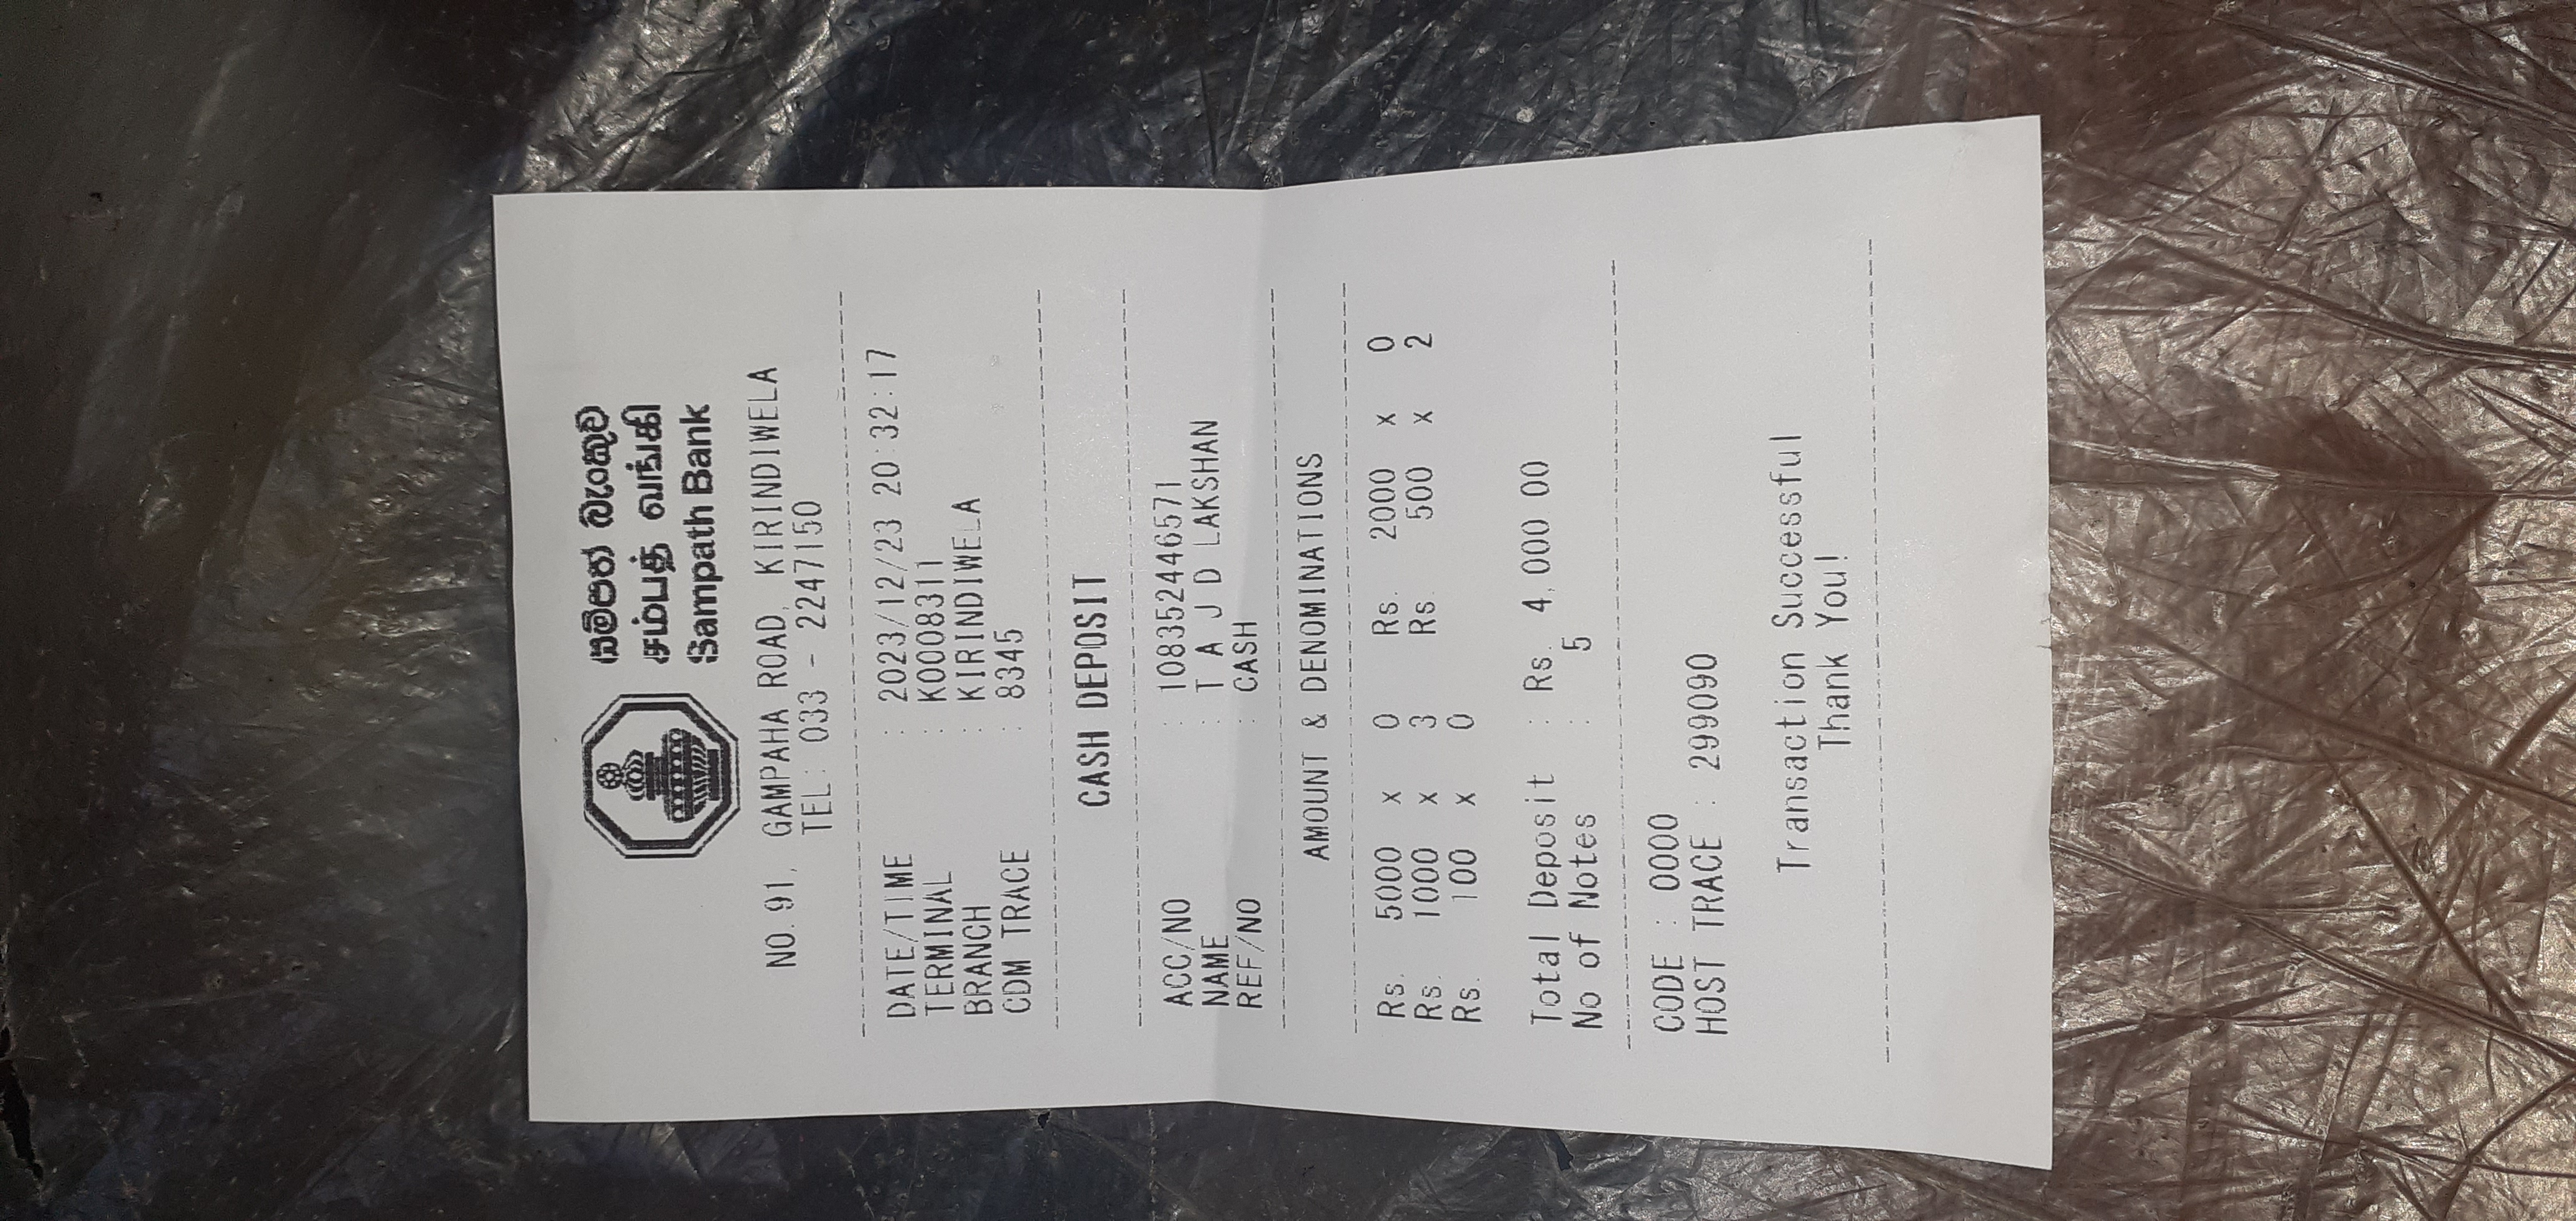 සම්පත් බැංකුව
சம்பத் வங்கி
Sampath Bank
NO. 91, GAMPAHA ROAD, KIRINDIWELA
TEL: 033 - 2247150
DATE/TIME : 2023/12/23 20:32:17
TERMINAL : K0008311
BRANCH : KIRINDIWELA
CDM TRACE : 8345
CASH DEPOSIT
ACC/NO : 108352446571
NAME : T A J D LAKSHAN
REF/NO : CASH
AMOUNT & DENOMINATIONS
Rs. 5000 x 0 Rs. 2000 x 0
Rs. 1000 x 3 Rs. 500 x 2
Rs. 100 x 0
Total Deposit : Rs. 4,000 00
No of Notes : 5
CODE : 0000
HOST TRACE : 299090
Transaction Successful
Thank You!